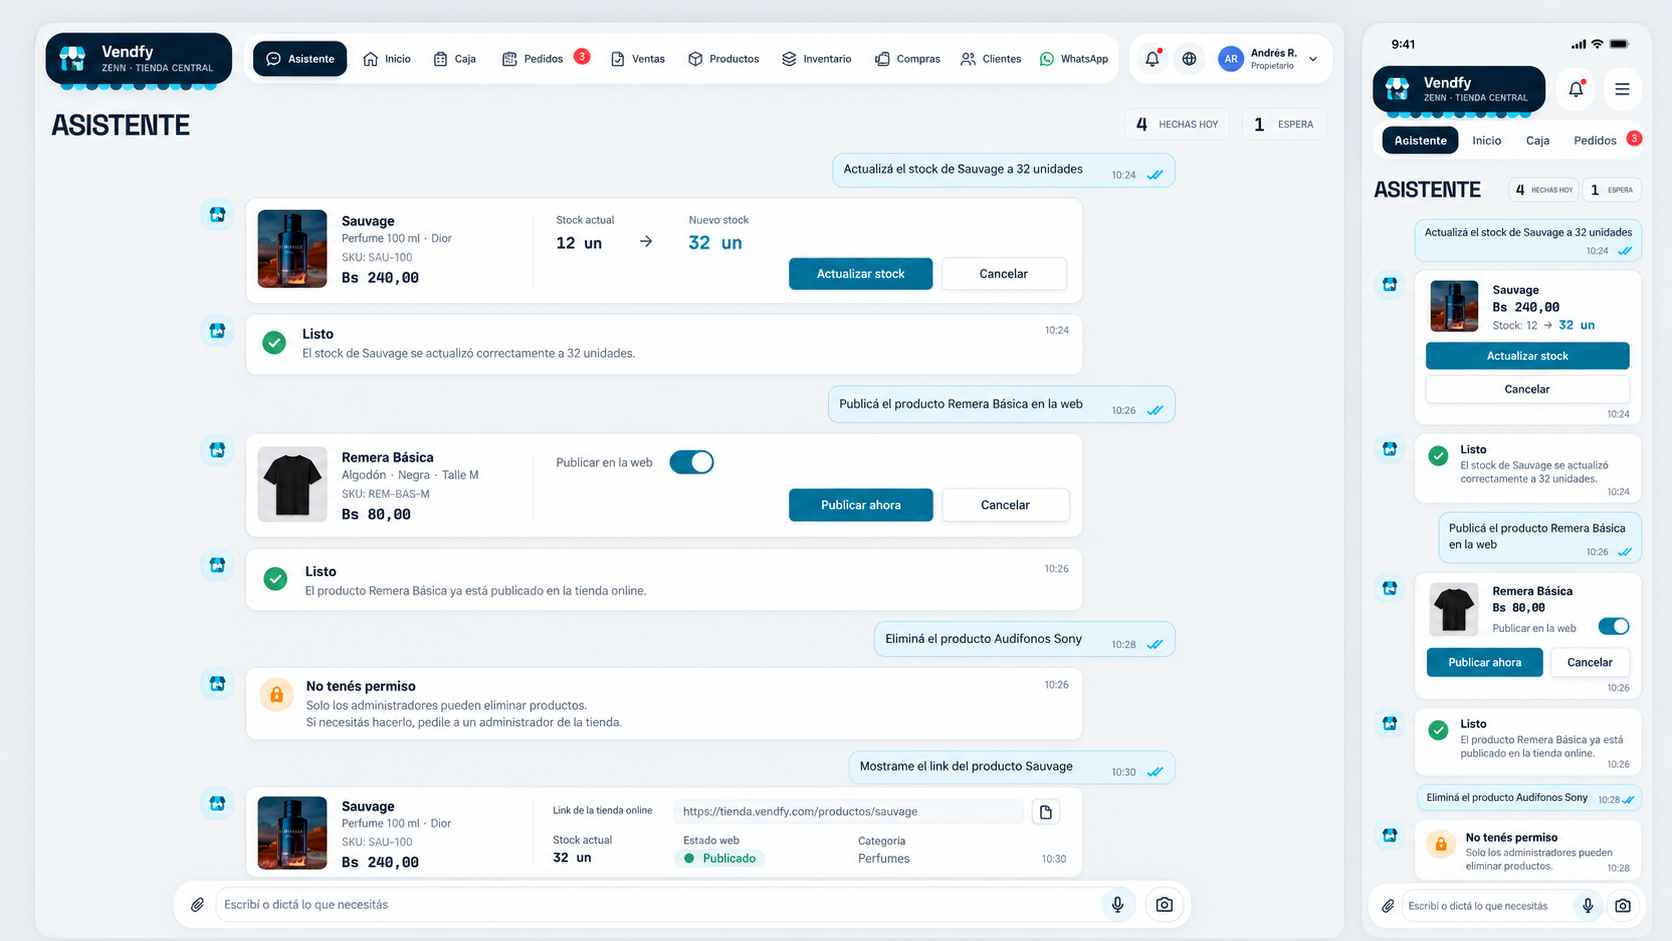 Vendfy
ZENN · TIENDA CENTRAL
Asistente
Inicio
Caja
Pedidos
3
Ventas
Productos
Inventario
Compras
Clientes
WhatsApp
AR
Andrés R.
Propietario
ASISTENTE
4 HECHAS HOY
1 ESPERA
Actualizá el stock de Sauvage a 32 unidades
10:24
Sauvage
Perfume 100 ml · Dior
SKU: SAU-100
Bs 240,00
Stock actual
12 un
→
Nuevo stock
32 un
Actualizar stock
Cancelar
Listo
10:24
El stock de Sauvage se actualizó correctamente a 32 unidades.
Publicá el producto Remera Básica en la web
10:26
Remera Básica
Algodón · Negra · Talle M
SKU: REM-BAS-M
Bs 80,00
Publicar en la web
Publicar ahora
Cancelar
Listo
10:26
El producto Remera Básica ya está publicado en la tienda online.
Eliminá el producto Audífonos Sony
10:28
No tenés permiso
10:26
Solo los administradores pueden eliminar productos.
Si necesitás hacerlo, pedile a un administrador de la tienda.
Mostrame el link del producto Sauvage
10:30
Sauvage
Perfume 100 ml · Dior
SKU: SAU-100
Bs 240,00
Link de la tienda online
https://tienda.vendfy.com/productos/sauvage
Stock actual
32 un
Estado web
Publicado
Categoría
Perfumes
10:30
Escribí o dictá lo que necesitás
9:41
Vendfy
ZENN · TIENDA CENTRAL
Asistente
Inicio
Caja
Pedidos
3
ASISTENTE
4 HECHAS HOY
1 ESPERA
Actualizá el stock de Sauvage a 32 unidades
10:24
Sauvage
Bs 240,00
Stock: 12 → 32 un
Actualizar stock
Cancelar
10:24
Listo
El stock de Sauvage se actualizó
correctamente a 32 unidades.
10:24
Publicá el producto Remera Básica
en la web
10:26
Remera Básica
Bs 80,00
Publicar en la web
Publicar ahora
Cancelar
10:26
Listo
El producto Remera Básica ya está
publicado en la tienda online.
10:26
Eliminá el producto Audífonos Sony
10:28
No tenés permiso
Solo los administradores pueden
eliminar productos.
10:28
Escribí o dictá lo que necesitás